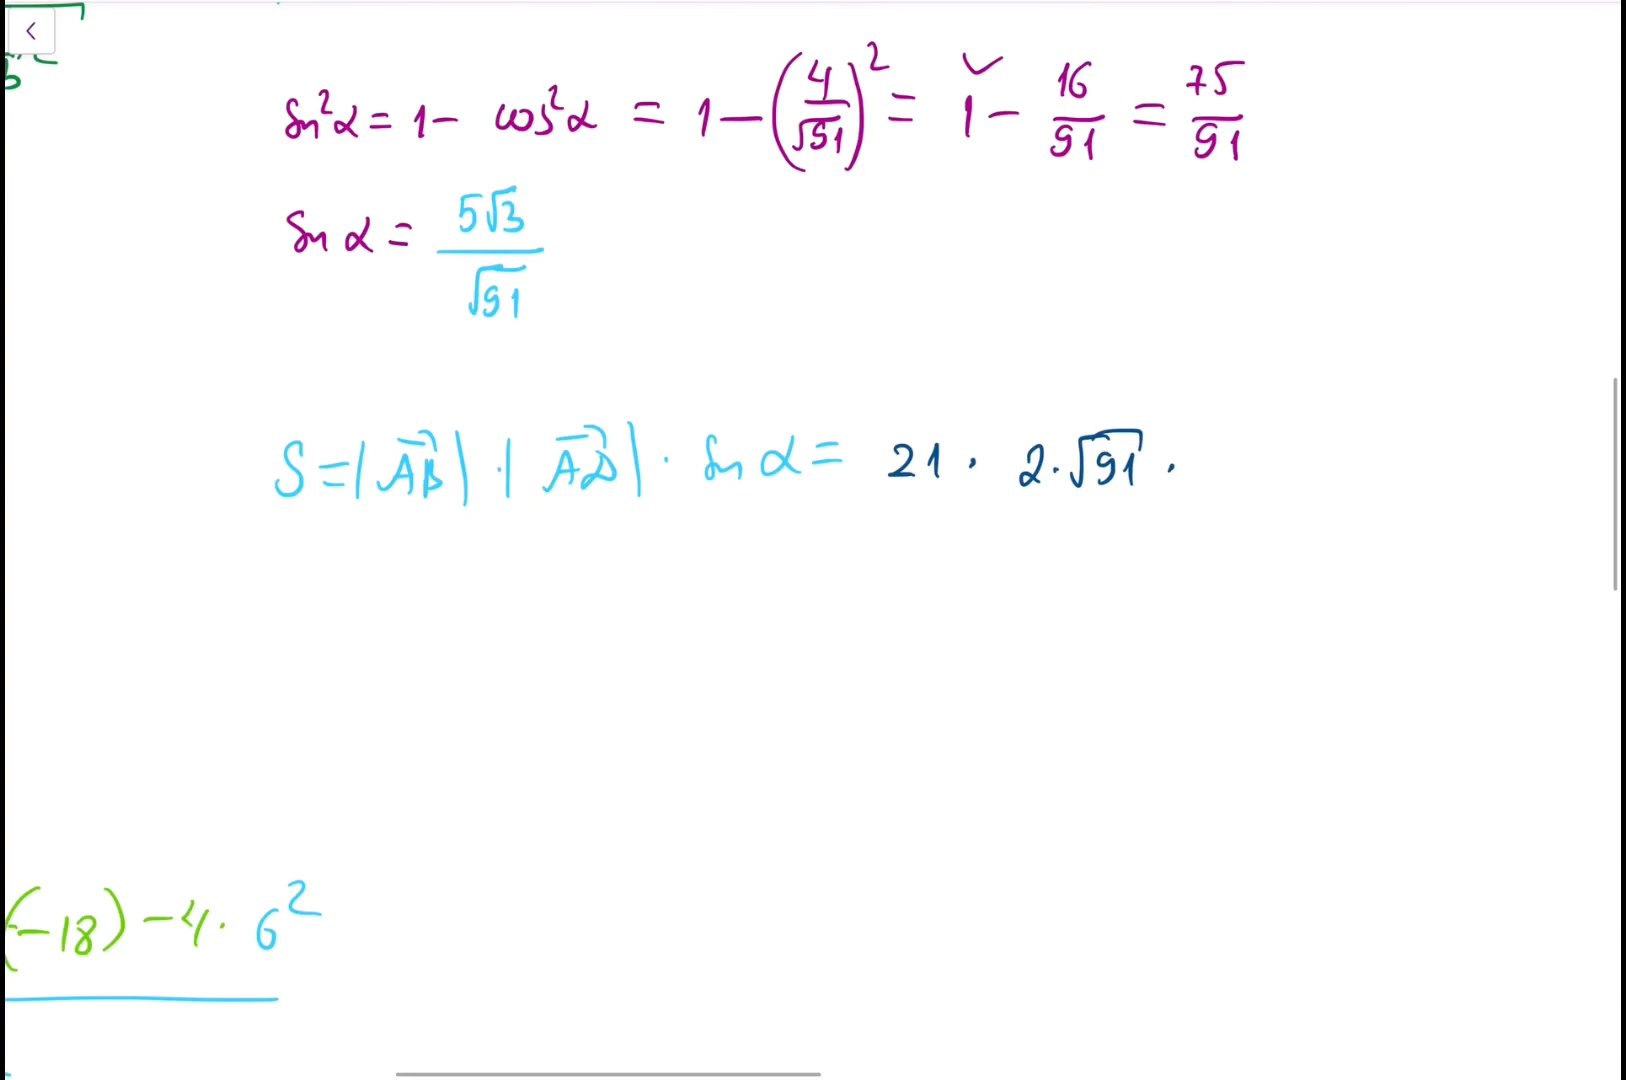 sin²α = 1 - cos²α = 1 - (4/√91)² = 1 - 16/91 = 75/91
sin α = 5√3/√91
S = |AB| · |AD| · sin α = 21 · 2 · √91 ·
(-18) - 4 · 6²